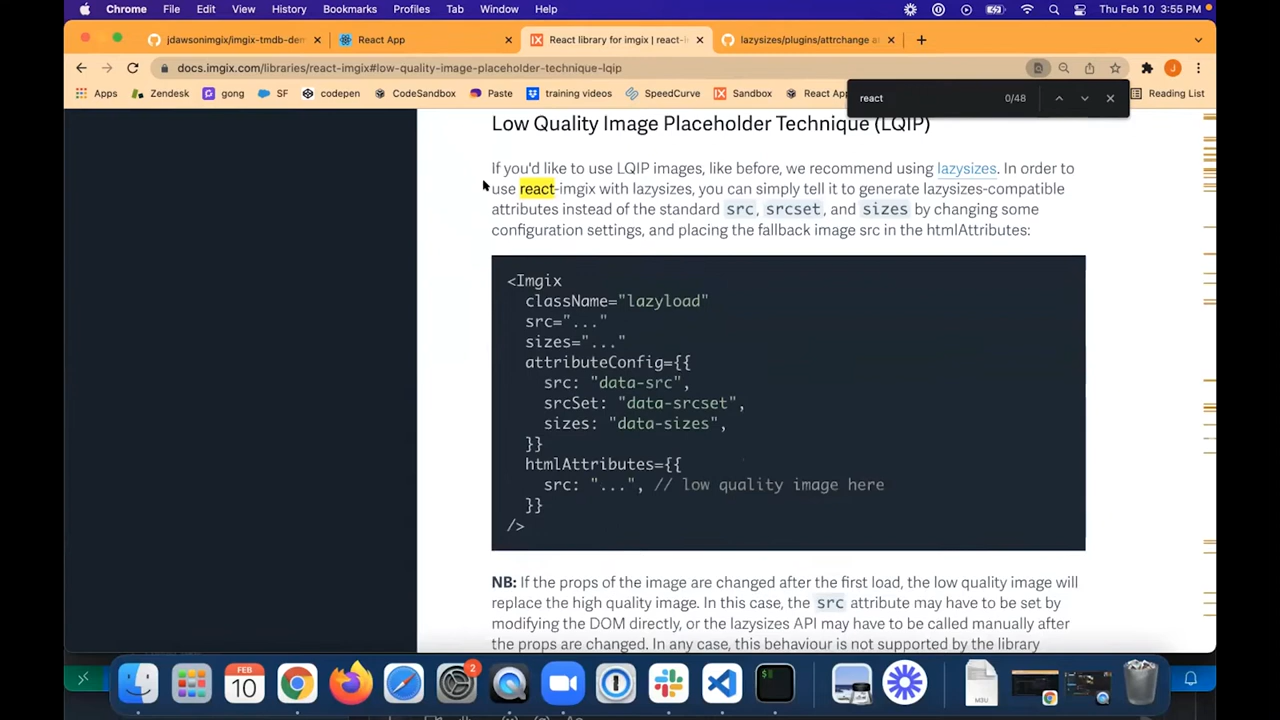 Chrome File Edit View History Bookmarks Profiles Tab Window Help Thu Feb 10 3:55 PM
jdawsonimgix/imgix-tmdb-dem React App React library for imgix | react-i lazysizes/plugins/attrchange at
docs.imgix.com/libraries/react-imgix#low-quality-image-placeholder-technique-lqip
Apps Zendesk gong SF codepen CodeSandbox Paste training videos SpeedCurve Sandbox React App Reading List
react 0/48
Low Quality Image Placeholder Technique (LQIP)
If you'd like to use LQIP images, like before, we recommend using lazysizes. In order to
use react-imgix with lazysizes, you can simply tell it to generate lazysizes-compatible
attributes instead of the standard src, srcset, and sizes by changing some
configuration settings, and placing the fallback image src in the htmlAttributes:
<Imgix
className="lazyload"
src="..."
sizes="..."
attributeConfig={{
src: "data-src",
srcSet: "data-srcset",
sizes: "data-sizes",
}}
htmlAttributes={{
src: "...", // low quality image here
}}
/>
NB: If the props of the image are changed after the first load, the low quality image will
replace the high quality image. In this case, the src attribute may have to be set by
modifying the DOM directly, or the lazysizes API may have to be called manually after
the props are changed. In any case, this behaviour is not supported by the library
FEB
10
2
M3U